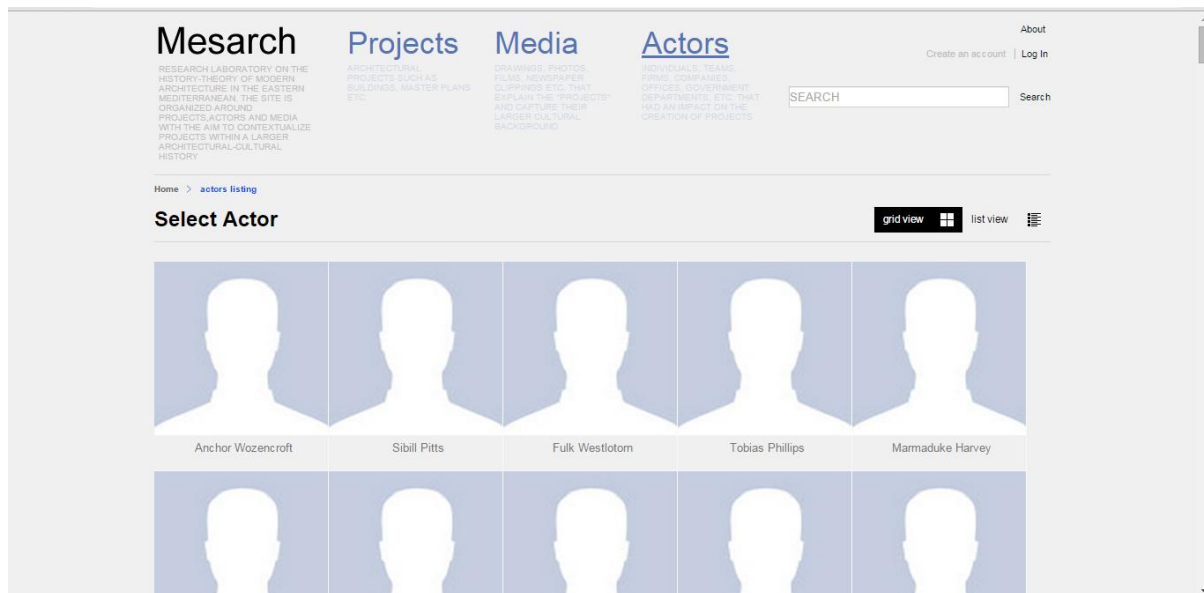 Mesarch
RESEARCH LABORATORY ON THE
HISTORY-THEORY OF MODERN
ARCHITECTURE IN THE EASTERN
MEDITERRANEAN. THE SITE IS
ORGANIZED AROUND
PROJECTS,ACTORS AND MEDIA
WITH THE AIM TO CONTEXTUALIZE
PROJECTS WITHIN A LARGER
ARCHITECTURAL-CULTURAL
HISTORY
Projects
ARCHITECTURAL
PROJECTS SUCH AS
BUILDINGS, MASTER PLANS
ETC.
Media
DRAWINGS, PHOTOS,
FILMS, NEWSPAPER
CLIPPINGS ETC. THAT
EXPLAIN THE "PROJECTS"
AND CAPTURE THEIR
LARGER CULTURAL
BACKGROUND
Actors
INDIVIDUALS, TEAMS,
FIRMS, COMPANIES,
OFFICES, GOVERNMENT
DEPARTMENTS, ETC. THAT
HAD AN IMPACT ON THE
CREATION OF PROJECTS
About
Create an account | Log In
SEARCH Search
Home > actors listing
Select Actor
grid view list view
Anchor Wozencroft Sibill Pitts Fulk Westlotorn Tobias Phillips Marmaduke Harvey